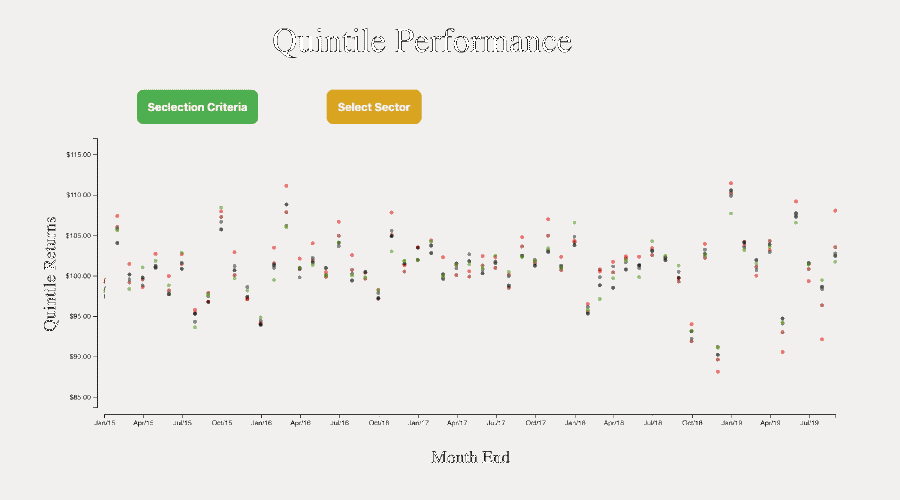 Quintile Performance
Seclection Criteria
Select Sector
Quintile Returns
$115.00
$110.00
$105.00
$100.00
$95.00
$90.00
$85.00
Jan/15 Apr/15 Jul/15 Oct/15 Jan/16 Apr/16 Jul/16 Oct/16 Jan/17 Apr/17 Jul/17 Oct/17 Jan/18 Apr/18 Jul/18 Oct/18 Jan/19 Apr/19 Jul/19
Month End